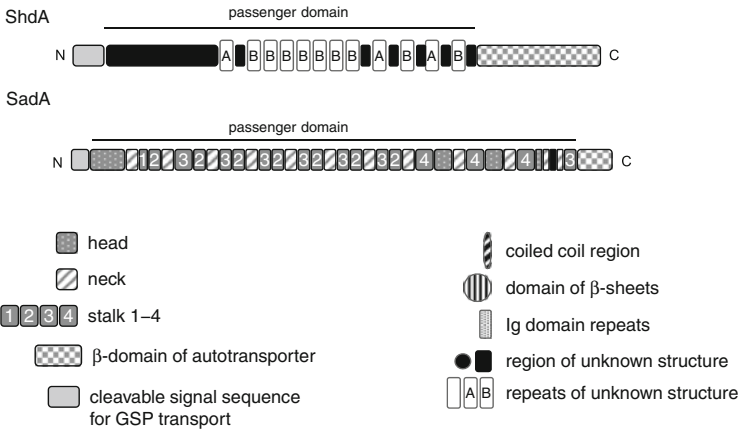 ShdA
passenger domain
N A B B B B B B B A B A B C
SadA
passenger domain
N 1 2 3 2 3 2 3 2 3 2 3 2 3 2 4 4 4 3 C
head
neck
1 2 3 4 stalk 1–4
β-domain of autotransporter
cleavable signal sequence
for GSP transport
coiled coil region
domain of β-sheets
Ig domain repeats
region of unknown structure
A B repeats of unknown structure